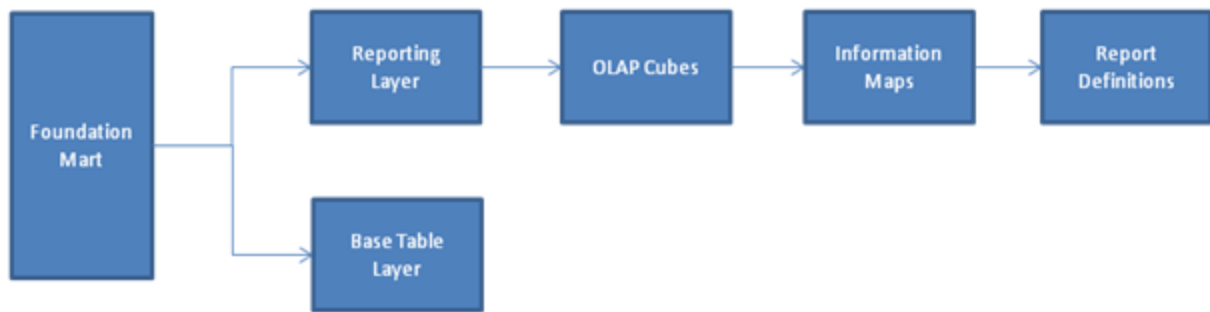 Foundation
Mart
Reporting
Layer
OLAP Cubes
Information
Maps
Report
Definitions
Base Table
Layer